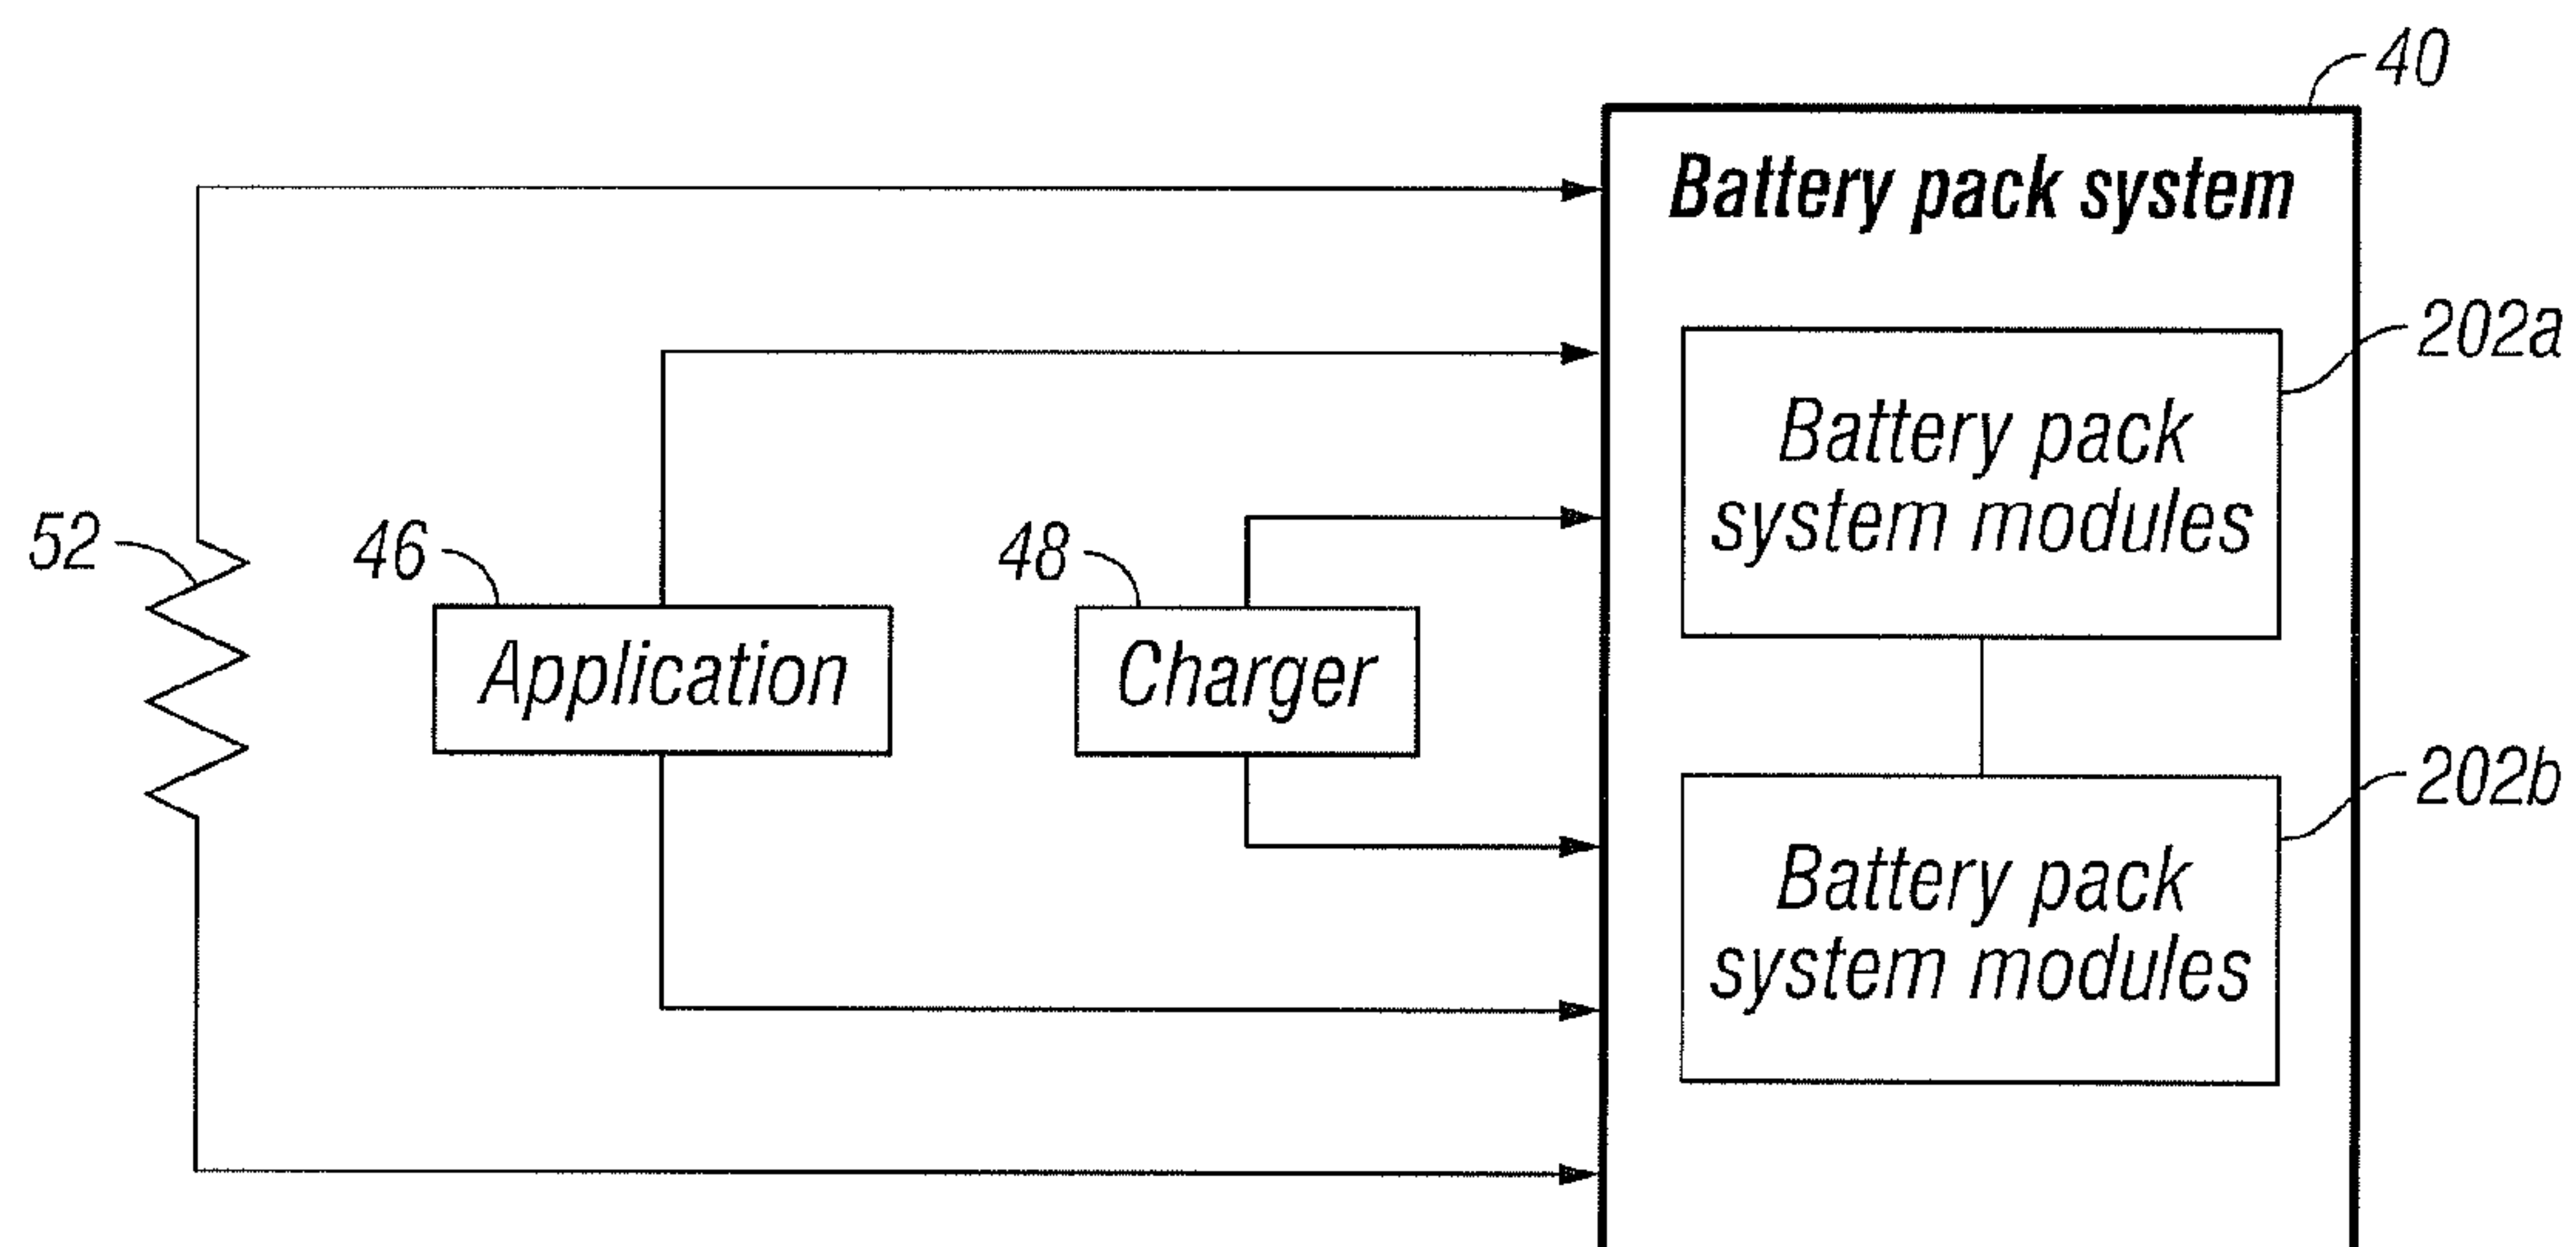 40
Battery pack system
202a
Battery pack
system modules
52
46
48
Application
Charger
202b
Battery pack
system modules